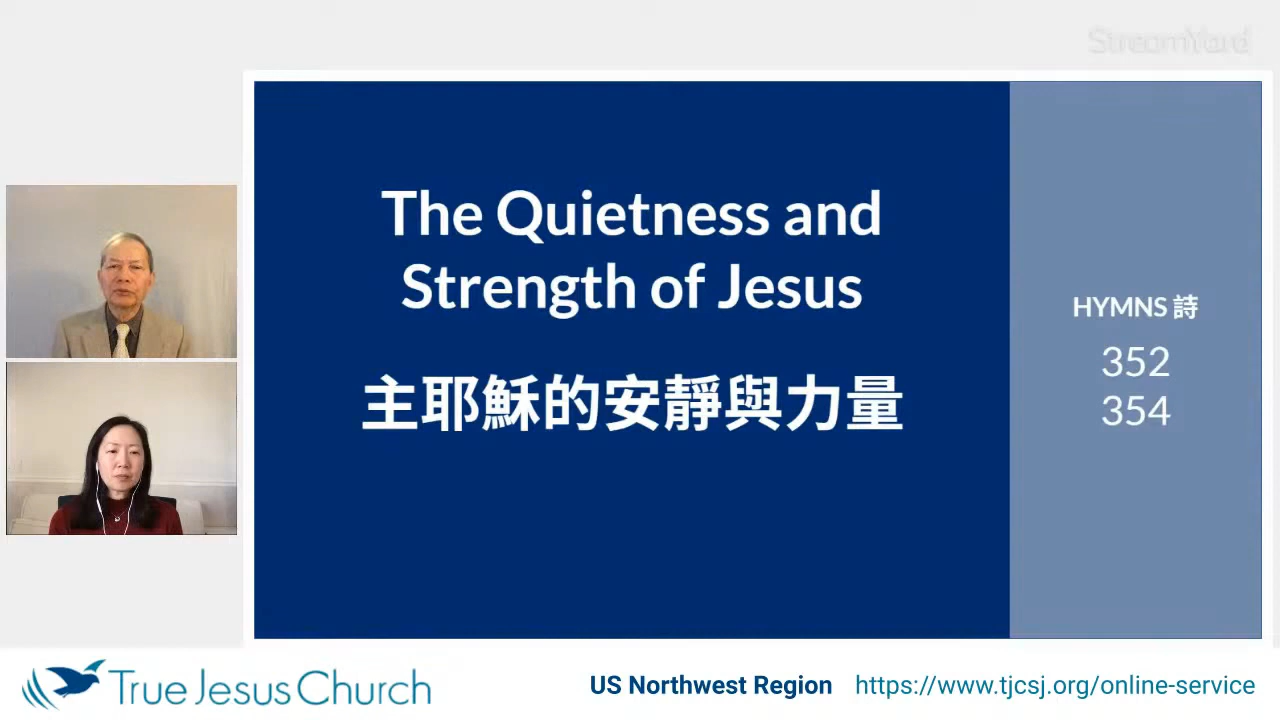 StreamYard
The Quietness and
Strength of Jesus
主耶穌的安靜與力量
HYMNS 詩
352
354
True Jesus Church
US Northwest Region https://www.tjcsj.org/online-service